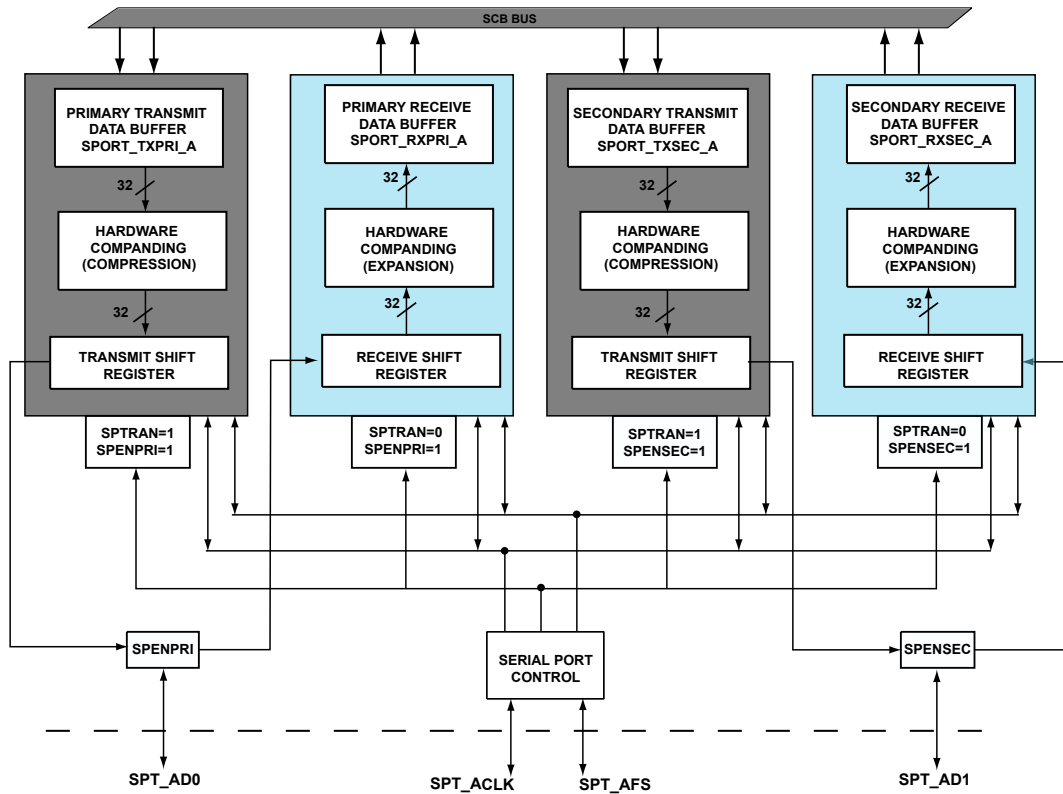 SCB BUS
PRIMARY TRANSMIT
DATA BUFFER
SPORT_TXPRI_A
32
HARDWARE
COMPANDING
(COMPRESSION)
32
TRANSMIT SHIFT
REGISTER
SPTRAN=1
SPENPRI=1
PRIMARY RECEIVE
DATA BUFFER
SPORT_RXPRI_A
32
HARDWARE
COMPANDING
(EXPANSION)
32
RECEIVE SHIFT
REGISTER
SPTRAN=0
SPENPRI=1
SECONDARY TRANSMIT
DATA BUFFER
SPORT_TXSEC_A
32
HARDWARE
COMPANDING
(COMPRESSION)
32
TRANSMIT SHIFT
REGISTER
SPTRAN=1
SPENSEC=1
SECONDARY RECEIVE
DATA BUFFER
SPORT_RXSEC_A
32
HARDWARE
COMPANDING
(EXPANSION)
32
RECEIVE SHIFT
REGISTER
SPTRAN=0
SPENSEC=1
SPENPRI
SERIAL PORT
CONTROL
SPENSEC
SPT_AD0
SPT_ACLK
SPT_AFS
SPT_AD1